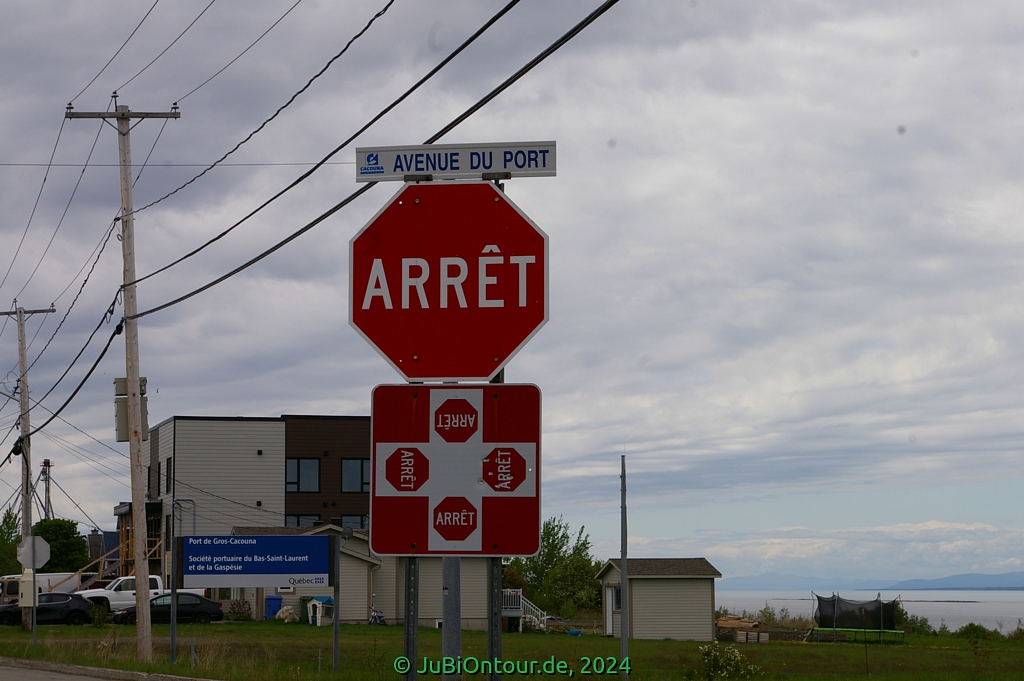 CACOUNA
AVENUE DU PORT
ARRÊT
ARRÊT
ARRÊT
ARRÊT
ARRÊT
Port de Gros-Cacouna
Société portuaire du Bas-Saint-Laurent
et de la Gaspésie
Québec
© JuBiOntour.de, 2024